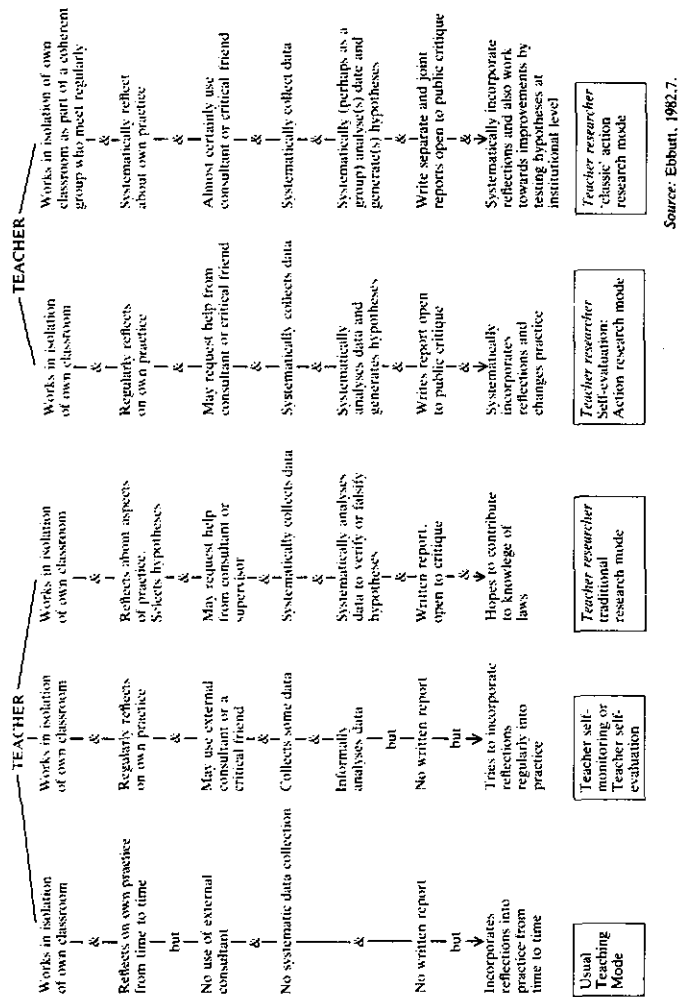 TEACHER
Works in isolation
of own classroom
&
Reflects on own practice
from time to time
but
No use of external
consultant
&
No systematic data collection
&
No written report
but
Incorporates
reflections into
practice from
time to time
Usual
Teaching
Mode
Works in isolation
of own classroom
&
Regularly reflects
on own practice
&
May use external
consultant or a
critical friend
&
Collects some data
&
Informally
analyses data
but
No written report
but
Tries to incorporate
reflections
regularly into
practice
Teacher self-
monitoring or
Teacher self-
evaluation
Works in isolation
of own classroom
&
Reflects about aspects
of practice.
Sslects hypotheses
&
May request help
from consultant or
supervisor
&
Systematically collects data
&
Systematically analyses
data to verify or falsify
hypotheses
&
Written report.
open to critique
&
Hopes to contribute
to knowlege of
laws
Teacher researcher
traditional
research mode
TEACHER
Works in isolation
of own classroom
&
Regularly reflects
on own practice
&
May request help from
consultant or critical friend
&
Systematically collects data
&
Systematically
analyses data and
generates hypotheses
&
Writes report open
to public critique
&
Systematically
incorporates
reflections and
changes practice
Teacher researcher
Self-evaluation:
Action research mode
Works in isolation of own
classroom as part of a coherent
group who meet regularly
&
Systematically reflect
about own practice
&
Almost certainly use
consultant or critical friend
&
Systematically collect data
&
Systematically (perhaps as a
group) analyse(s) date and
generate(s) hypotheses
&
Write separate and joint
reports open to public critique
&
Systematically incorporate
reflections and also work
towards improvements by
testing hypotheses at
institutional level
Teacher researcher
'classic' action
research mode
Source: Ebbutt, 1982.7.